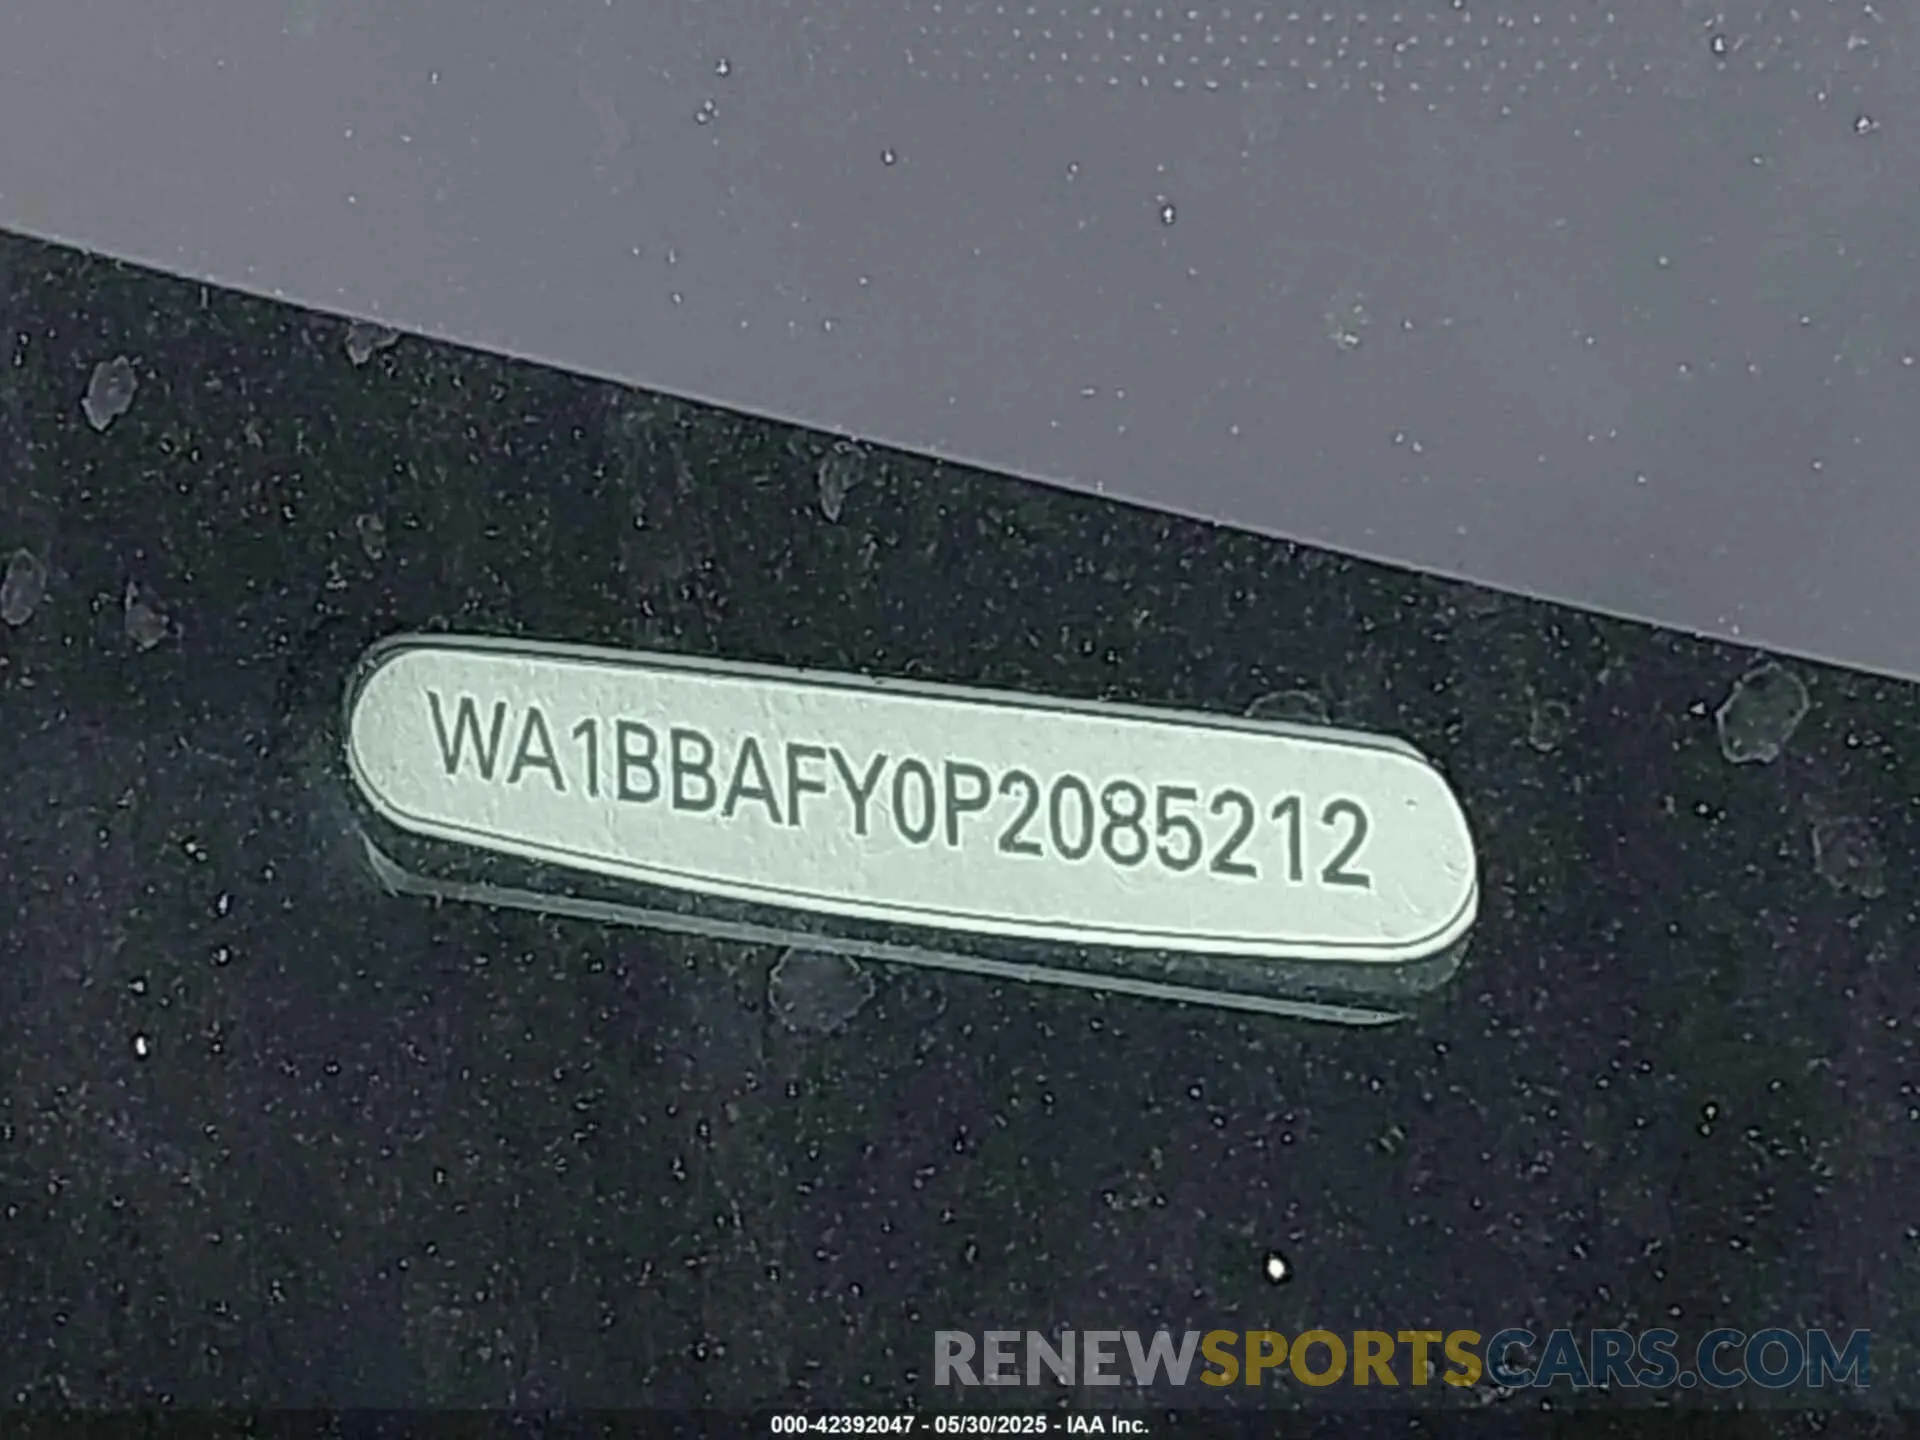 WA1BBAFY0P2085212
RENEWSPORTSCARS.COM
000-42392047 - 05/30/2025 - IAA Inc.